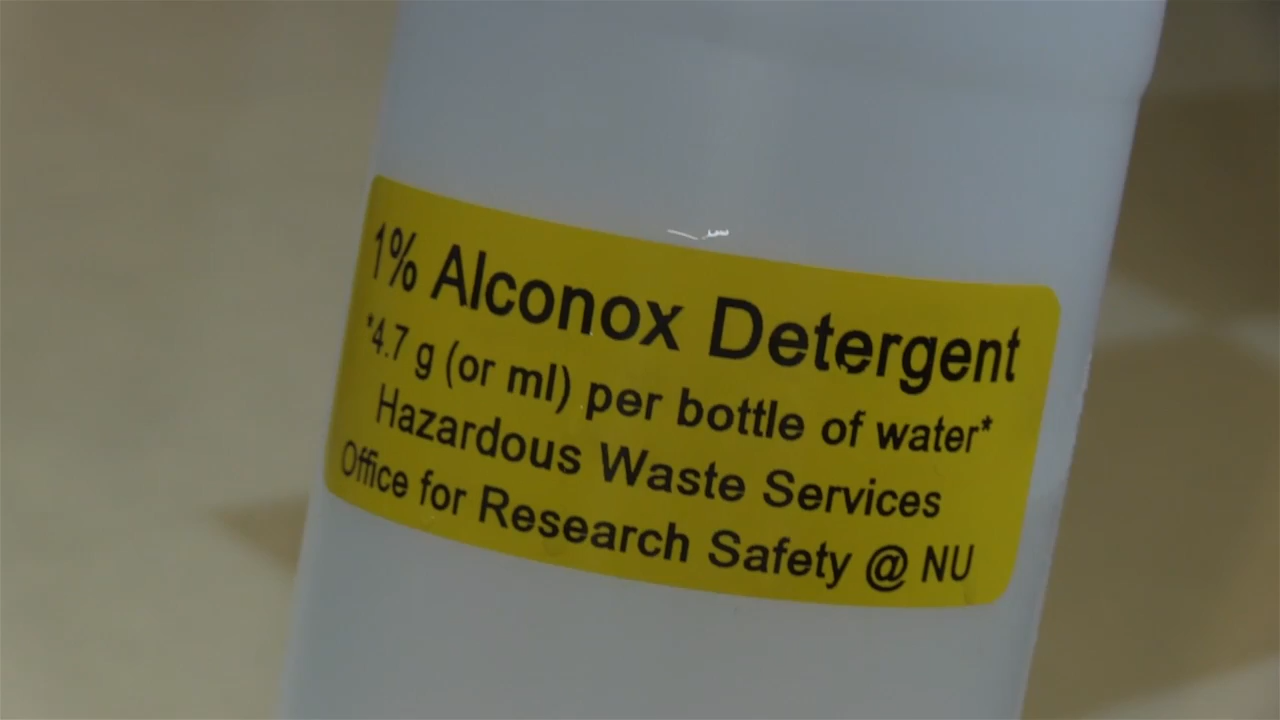 1% Alconox Detergent
*4.7 g (or ml) per bottle of water*
Hazardous Waste Services
Office for Research Safety @ NU